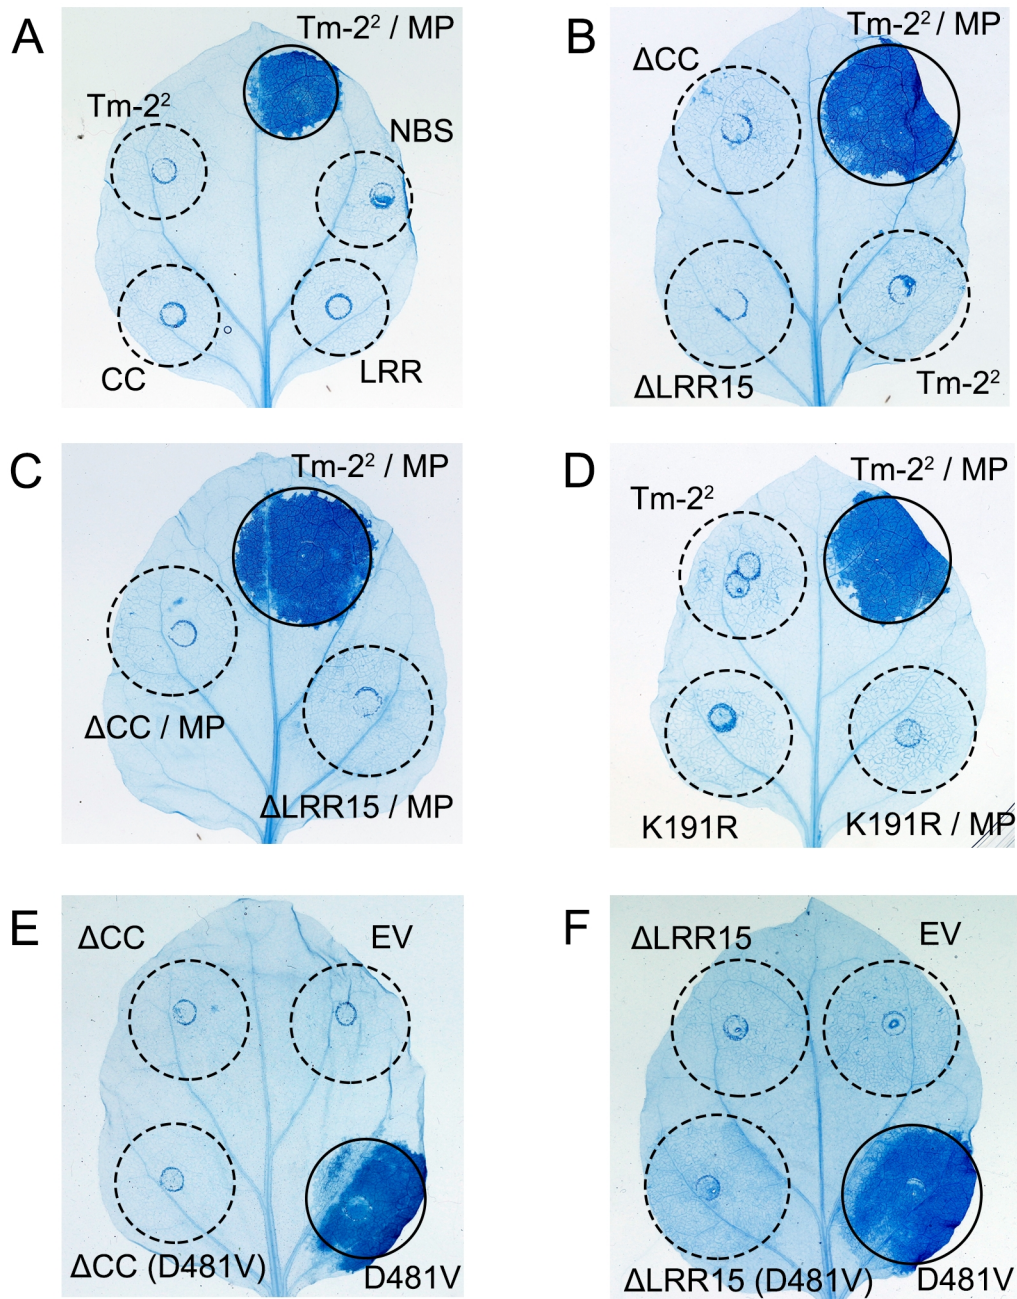 A
Tm-2² / MP
Tm-2²
NBS
CC
LRR
B
Tm-2² / MP
ΔCC
ΔLRR15
Tm-2²
C
Tm-2² / MP
ΔCC / MP
ΔLRR15 / MP
D
Tm-2² / MP
Tm-2²
K191R
K191R / MP
E
ΔCC
EV
ΔCC (D481V)
D481V
F
ΔLRR15
EV
ΔLRR15 (D481V)
D481V